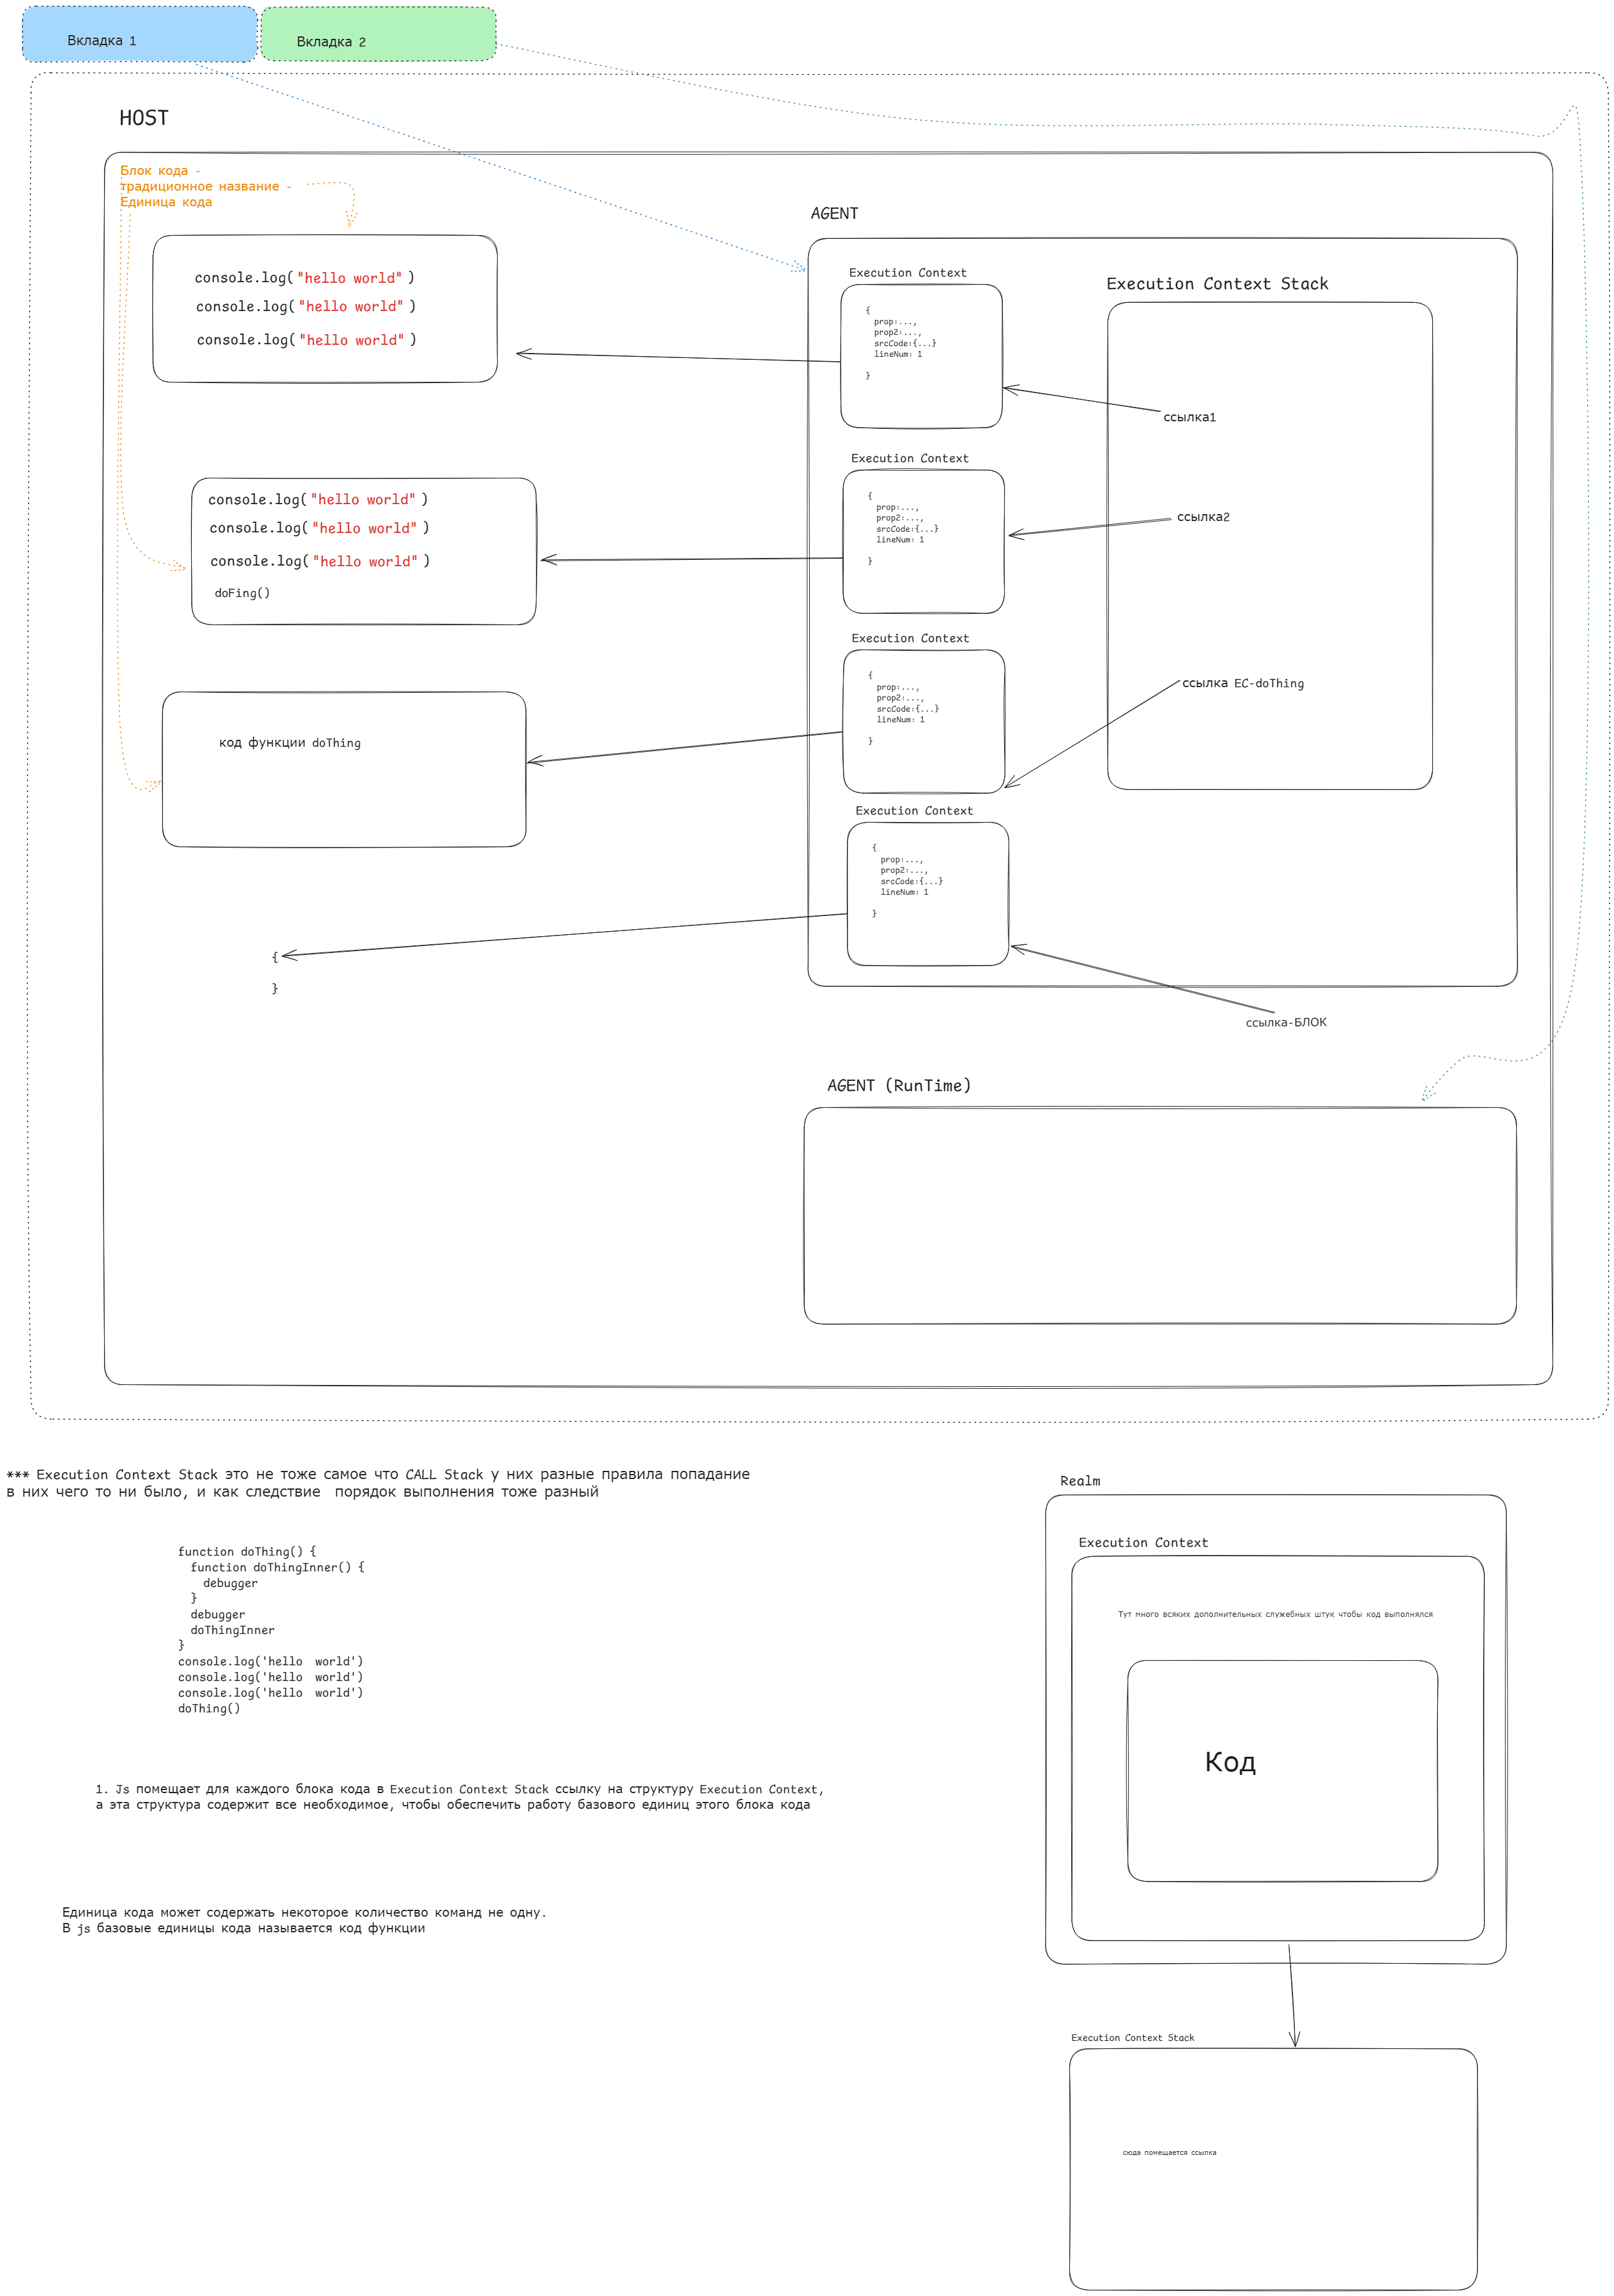 Вкладка 1
Вкладка 2
HOST
Блок кода -
традиционное название -
Единица кода
console.log("hello world" )
console.log("hello world" )
console.log("hello world" )
console.log("hello world" )
console.log("hello world" )
console.log("hello world" )
doFing()
код функции doThing
{
}
AGENT
Execution Context
{
prop:...,
prop2:...,
srcCode:{...}
lineNum: 1
}
Execution Context
{
prop:...,
prop2:...,
srcCode:{...}
lineNum: 1
}
Execution Context
{
prop:...,
prop2:...,
srcCode:{...}
lineNum: 1
}
Execution Context
{
prop:...,
prop2:...,
srcCode:{...}
lineNum: 1
}
Execution Context Stack
ссылка1
ссылка2
ссылка EC-doThing
ссылка-БЛОК
AGENT (RunTime)
*** Execution Context Stack это не тоже самое что CALL Stack у них разные правила попадание
в них чего то ни было, и как следствие порядок выполнения тоже разный
function doThing() {
function doThingInner() {
debugger
}
debugger
doThingInner
}
console.log('hello world')
console.log('hello world')
console.log('hello world')
doThing()
1. Js помещает для каждого блока кода в Execution Context Stack ссылку на структуру Execution Context,
а эта структура содержит все необходимое, чтобы обеспечить работу базового единиц этого блока кода
Единица кода может содержать некоторое количество команд не одну.
В js базовые единицы кода называется код функции
Realm
Execution Context
Тут много всяких дополнительных служебных штук чтобы код выполнялся
Код
Execution Context Stack
сюда помещается ссылка